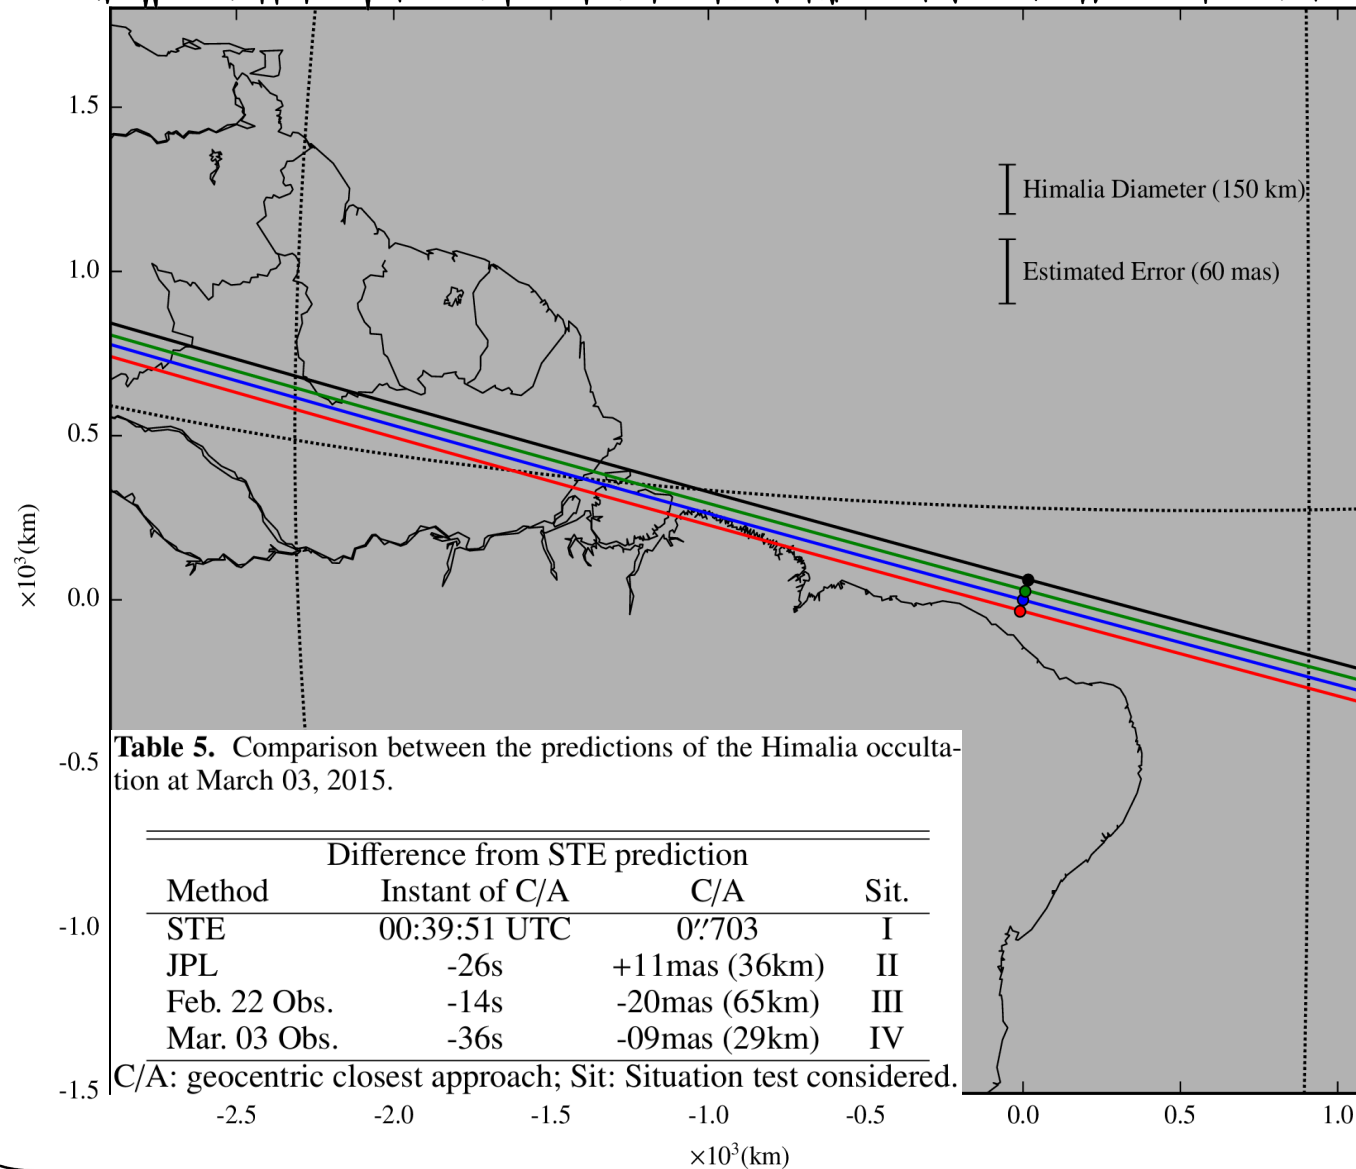 1.5
Himalia Diameter (150 km)
1.0
Estimated Error (60 mas)
0.5
×10³(km)
0.0
-0.5
Table 5. Comparison between the predictions of the Himalia occulta-
tion at March 03, 2015.
Difference from STE prediction
Method Instant of C/A C/A Sit.
-1.0
STE 00:39:51 UTC 0″.703 I
JPL -26s +11mas (36km) II
Feb. 22 Obs. -14s -20mas (65km) III
Mar. 03 Obs. -36s -09mas (29km) IV
C/A: geocentric closest approach; Sit: Situation test considered.
-1.5
-2.5 -2.0 -1.5 -1.0 -0.5 0.0 0.5 1.0
×10³(km)